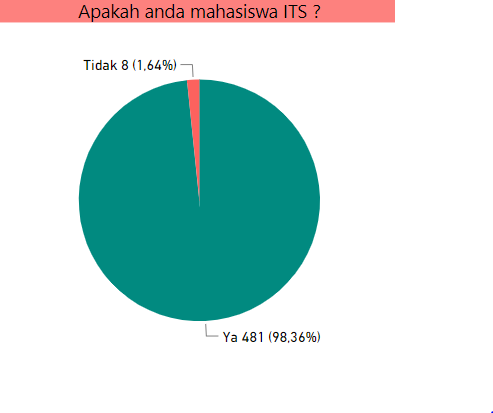 Apakah anda mahasiswa ITS ?
Tidak 8 (1,64%)
Ya 481 (98,36%)